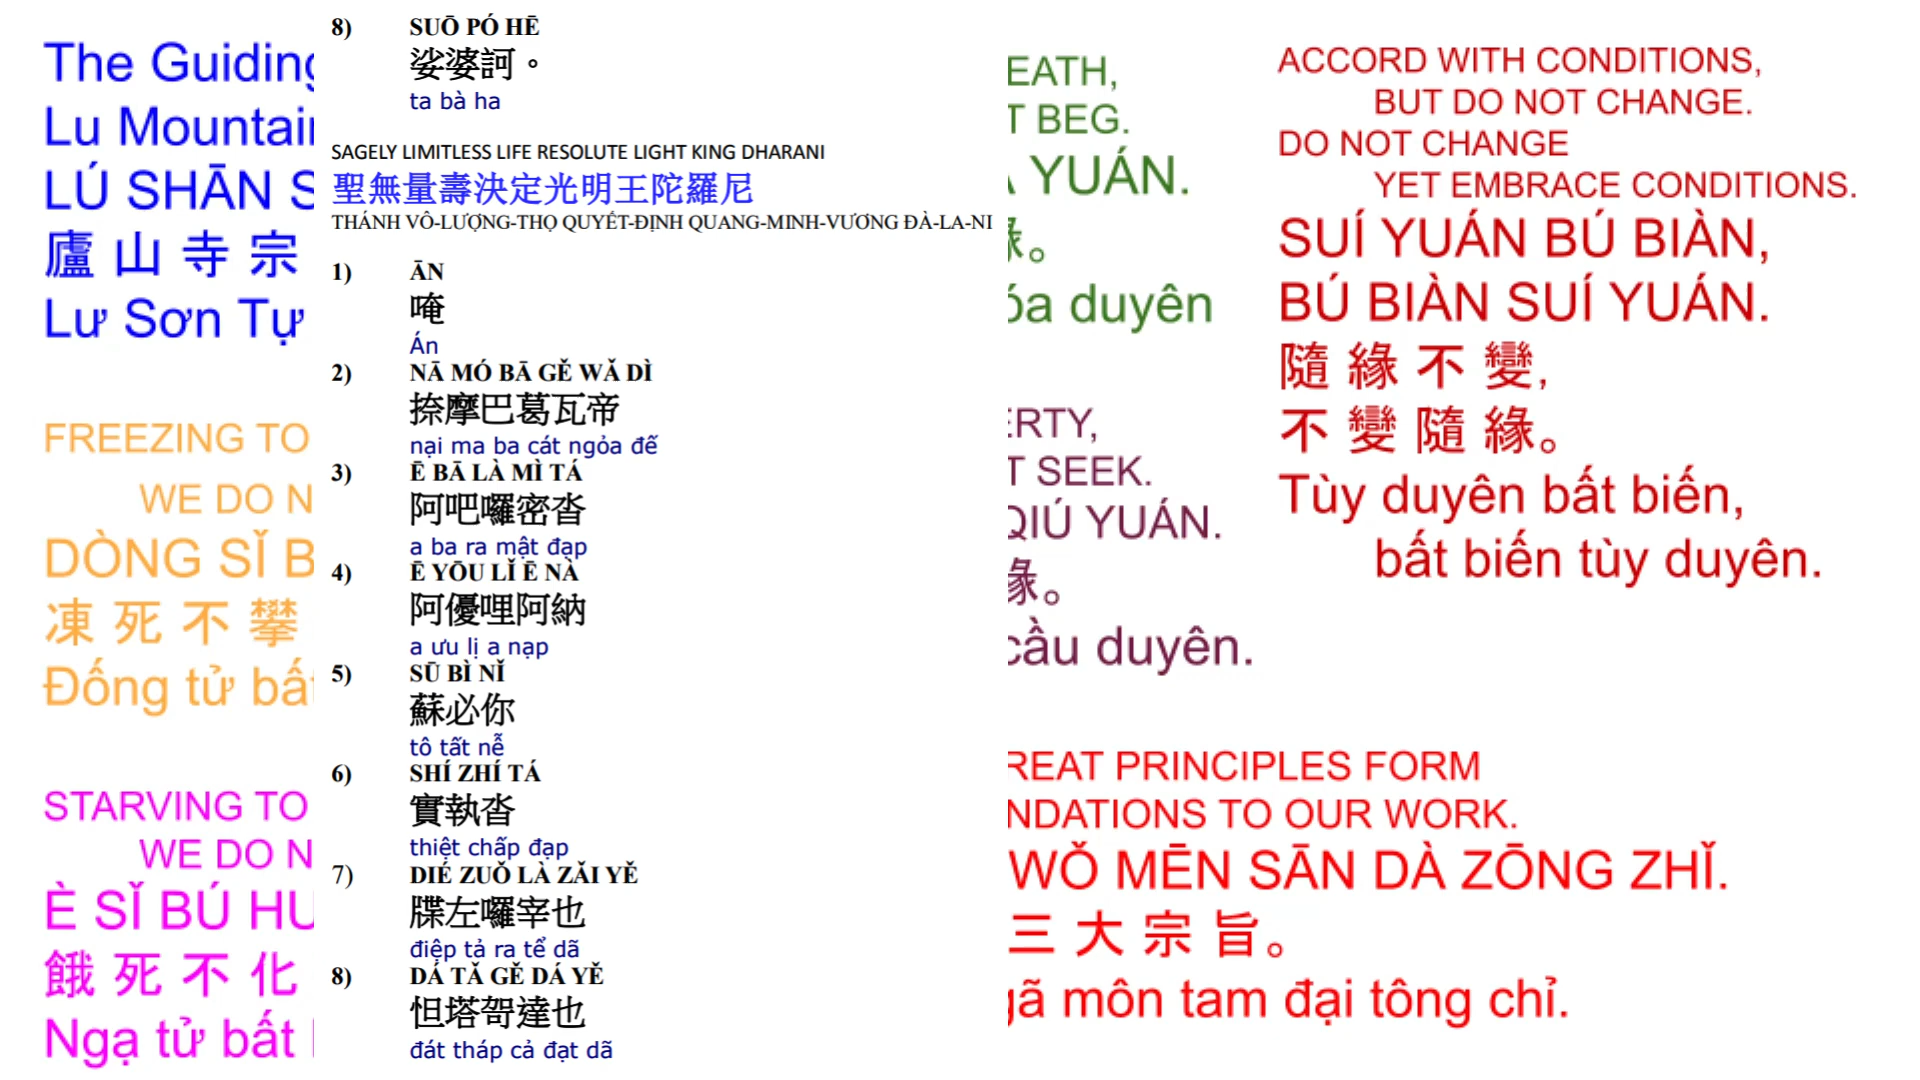 The Guiding
Lu Mountain
LÚ SHĀN S
廬 山 寺 宗
Lư Sơn Tự
FREEZING TO
WE DO N
DÒNG SǏ B
凍 死 不 攀
Đống tử bất
STARVING TO
WE DO N
È SǏ BÚ HU
餓 死 不 化
Ngạ tử bất
8) SUŌ PÓ HĒ
娑婆訶。
ta bà ha
SAGELY LIMITLESS LIFE RESOLUTE LIGHT KING DHARANI
聖無量壽決定光明王陀羅尼
THÁNH VÔ-LƯỢNG-THỌ QUYẾT-ĐỊNH QUANG-MINH-VƯƠNG ĐÀ-LA-NI
1) ĀN
唵
Án
2) NĀ MÓ BĀ GĚ WǍ DÌ
捺摩巴葛瓦帝
nại ma ba cát ngỏa đế
3) Ē BĀ LÀ MÌ TÁ
阿吧囉密沓
a ba ra mật đạp
4) Ē YŌU LǏ Ē NÀ
阿優哩阿納
a ưu lị a nạp
5) SŪ BÌ NǏ
蘇必你
tô tất nễ
6) SHÍ ZHÍ TÁ
實執沓
thiệt chấp đạp
7) DIÉ ZUǑ LÀ ZǍI YĚ
牒左囉宰也
điệp tả ra tể dã
8) DÁ TǍ GĚ DÁ YĚ
怛塔哿達也
đát tháp cả đạt dã
EATH,
T BEG.
YUÁN.
緣。
óa duyên
ERTY,
T SEEK.
QIÚ YUÁN.
緣。
cầu duyên.
ACCORD WITH CONDITIONS,
BUT DO NOT CHANGE.
DO NOT CHANGE
YET EMBRACE CONDITIONS.
SUÍ YUÁN BÚ BIÀN,
BÚ BIÀN SUÍ YUÁN.
隨 緣 不 變,
不 變 隨 緣。
Tùy duyên bất biến,
bất biến tùy duyên.
REAT PRINCIPLES FORM
NDATIONS TO OUR WORK.
WǑ MĒN SĀN DÀ ZŌNG ZHǏ.
三 大 宗 旨。
gã môn tam đại tông chỉ.